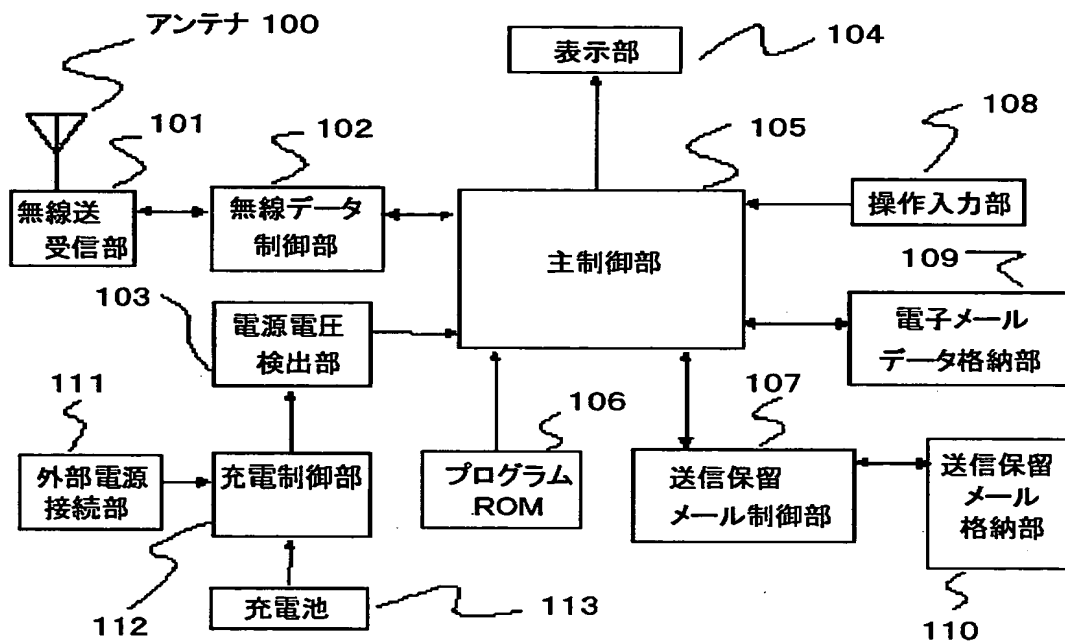 アンテナ 100
表示部
104
101
102
105
108
無線送
受信部
無線データ
制御部
主制御部
操作入力部
109
103
電源電圧
検出部
電子メール
データ格納部
111
106
107
外部電源
接続部
充電制御部
プログラム
ROM
送信保留
メール制御部
送信保留
メール
格納部
112
充電池
113
110